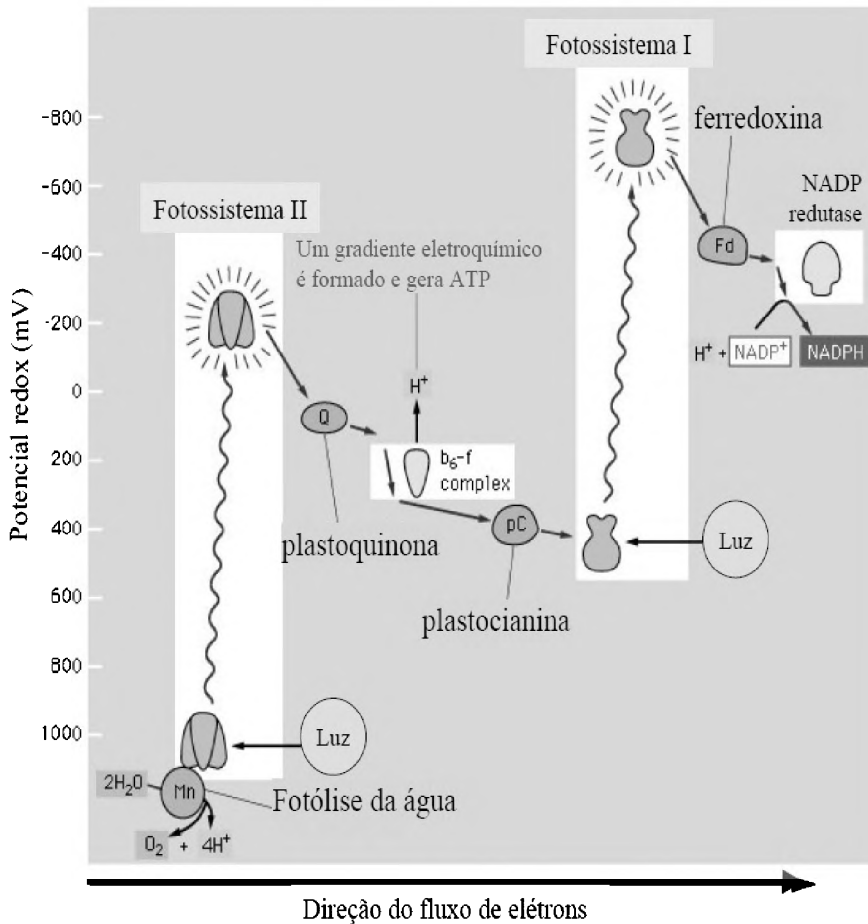 Fotossistema I
-800
ferredoxina
-600
NADP
redutase
Fotossistema II
Fd
-400
Um gradiente eletroquímico
é formado e gera ATP
-200
H⁺ + NADP⁺ NADPH
0
H⁺
Q
200
b₆-f
complex
400
pC
Luz
plastoquinona
600
plastocianina
800
1000
Luz
2H₂O
Mn
Fotólise da água
O₂ + 4H⁺
Potencial redox (mV)
Direção do fluxo de elétrons